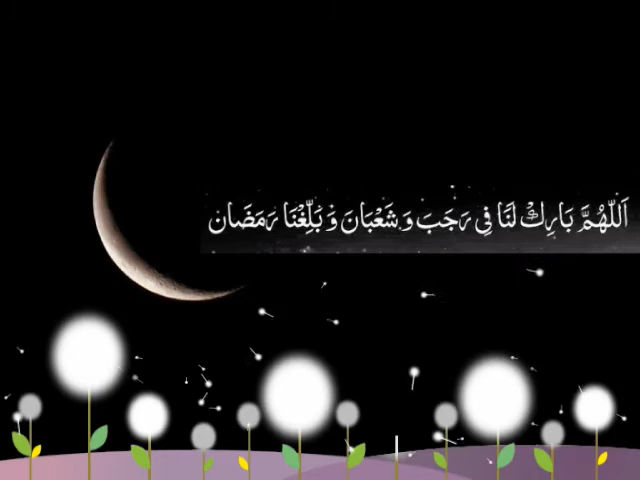 اَللّٰهُمَّ بَارِكْ لَنَا فِى رَجَبَ وَ شَعْبَانَ وَ بَلِّغْنَا رَمَضَان